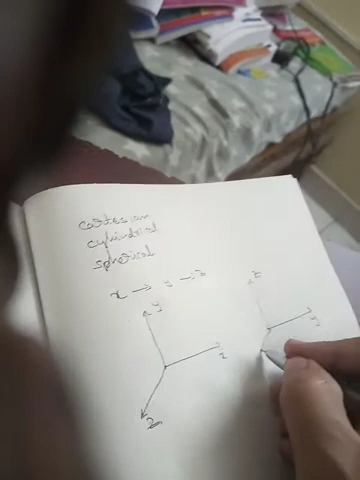 cartesian
cylindrical
spherical
x → y → z
y
x
z
z
y